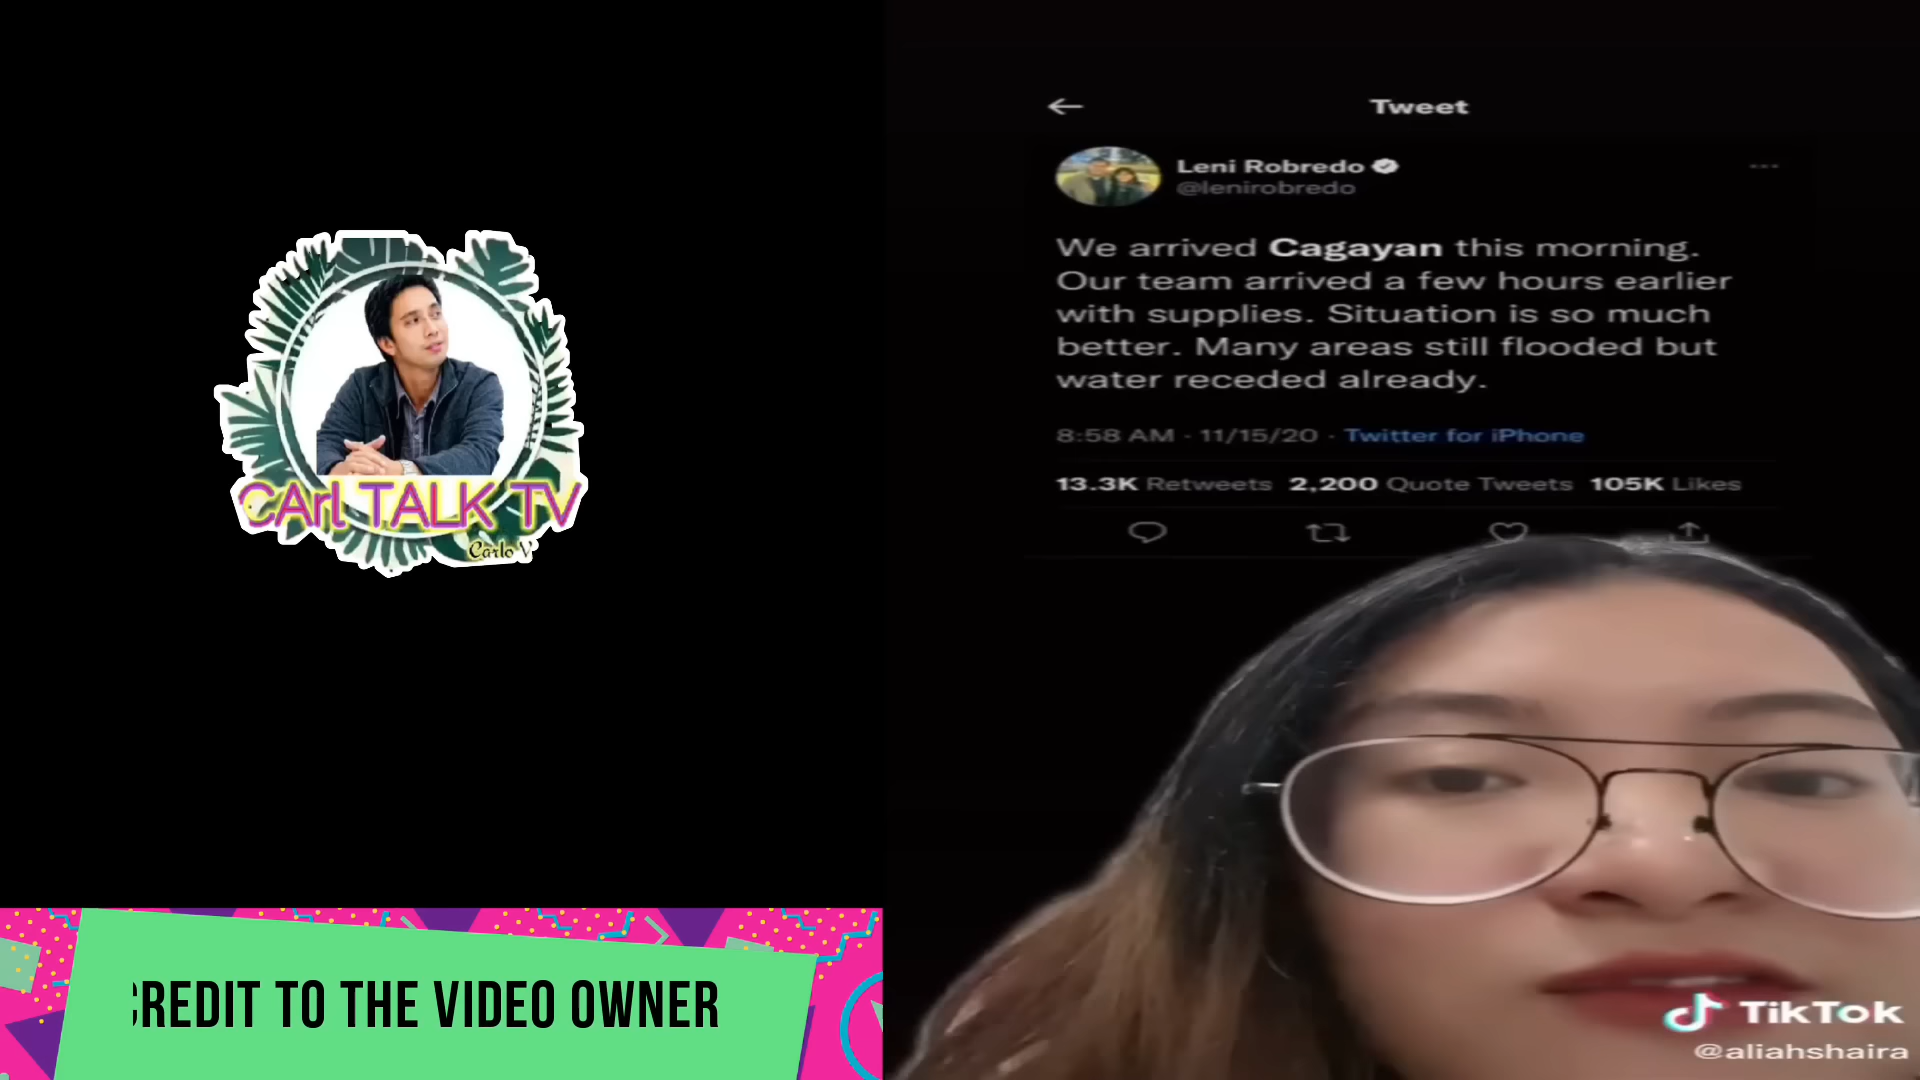 CArl TALK TV
Carlo V
CREDIT TO THE VIDEO OWNER
Tweet
Leni Robredo
@lenirobredo
We arrived Cagayan this morning.
Our team arrived a few hours earlier
with supplies. Situation is so much
better. Many areas still flooded but
water receded already.
8:58 AM · 11/15/20 · Twitter for iPhone
13.3K Retweets 2,200 Quote Tweets 105K Likes
TikTok
@aliahshaira